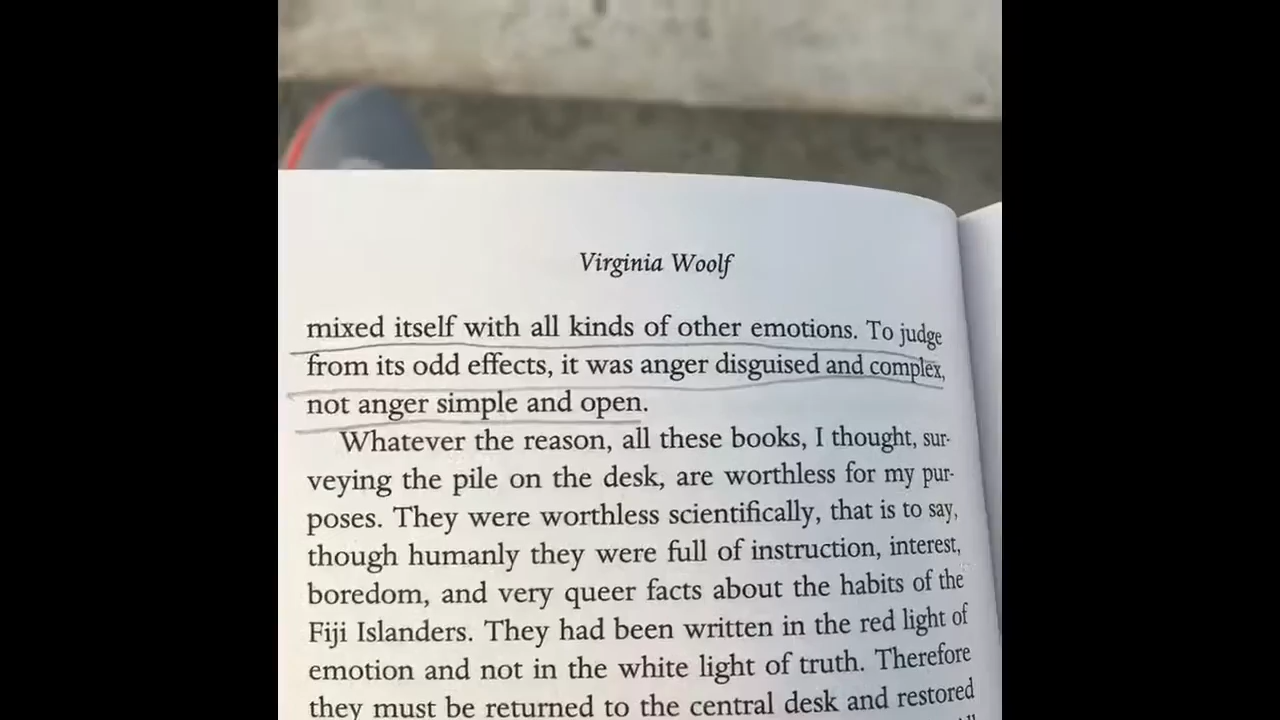 Virginia Woolf
mixed itself with all kinds of other emotions. To judge
from its odd effects, it was anger disguised and complex,
not anger simple and open.
Whatever the reason, all these books, I thought, sur-
veying the pile on the desk, are worthless for my pur-
poses. They were worthless scientifically, that is to say,
though humanly they were full of instruction, interest,
boredom, and very queer facts about the habits of the
Fiji Islanders. They had been written in the red light of
emotion and not in the white light of truth. Therefore
they must be returned to the central desk and restored